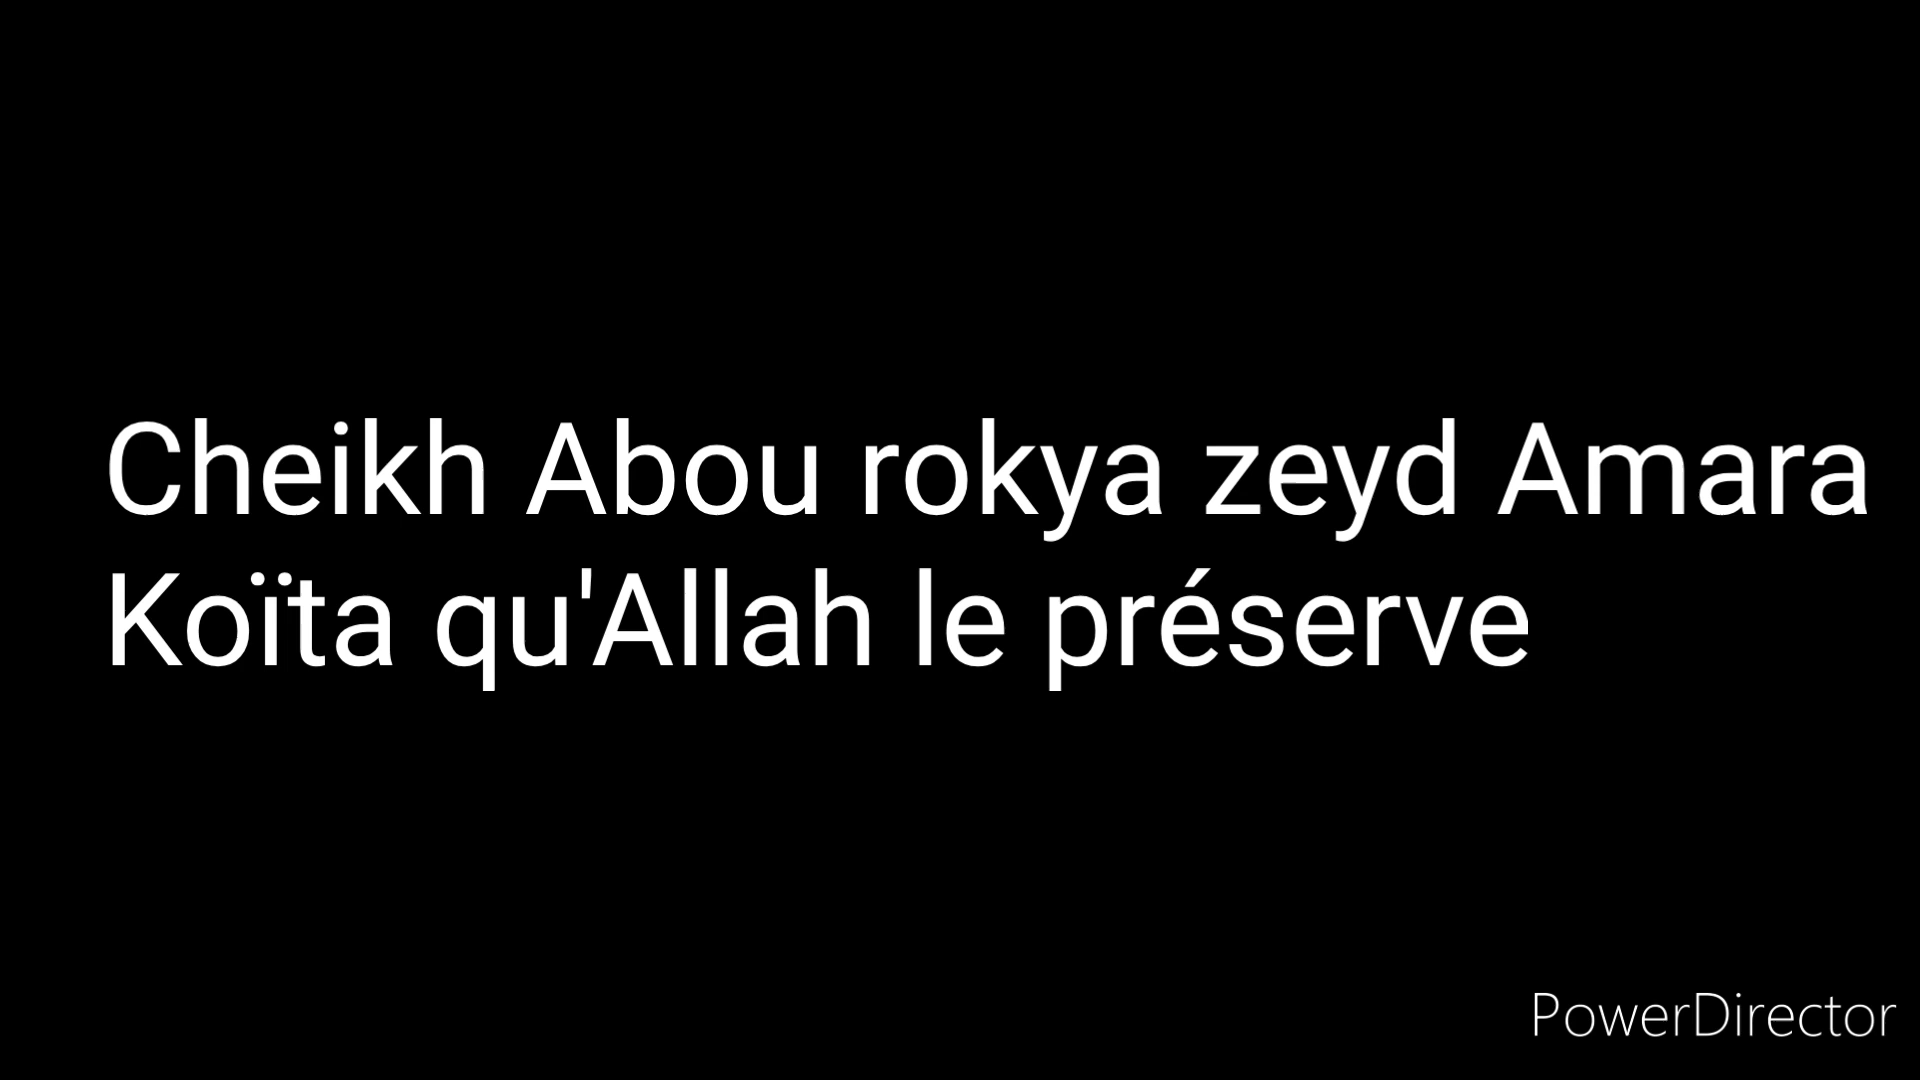 Cheikh Abou rokya zeyd Amara
Koïta qu'Allah le préserve
PowerDirector